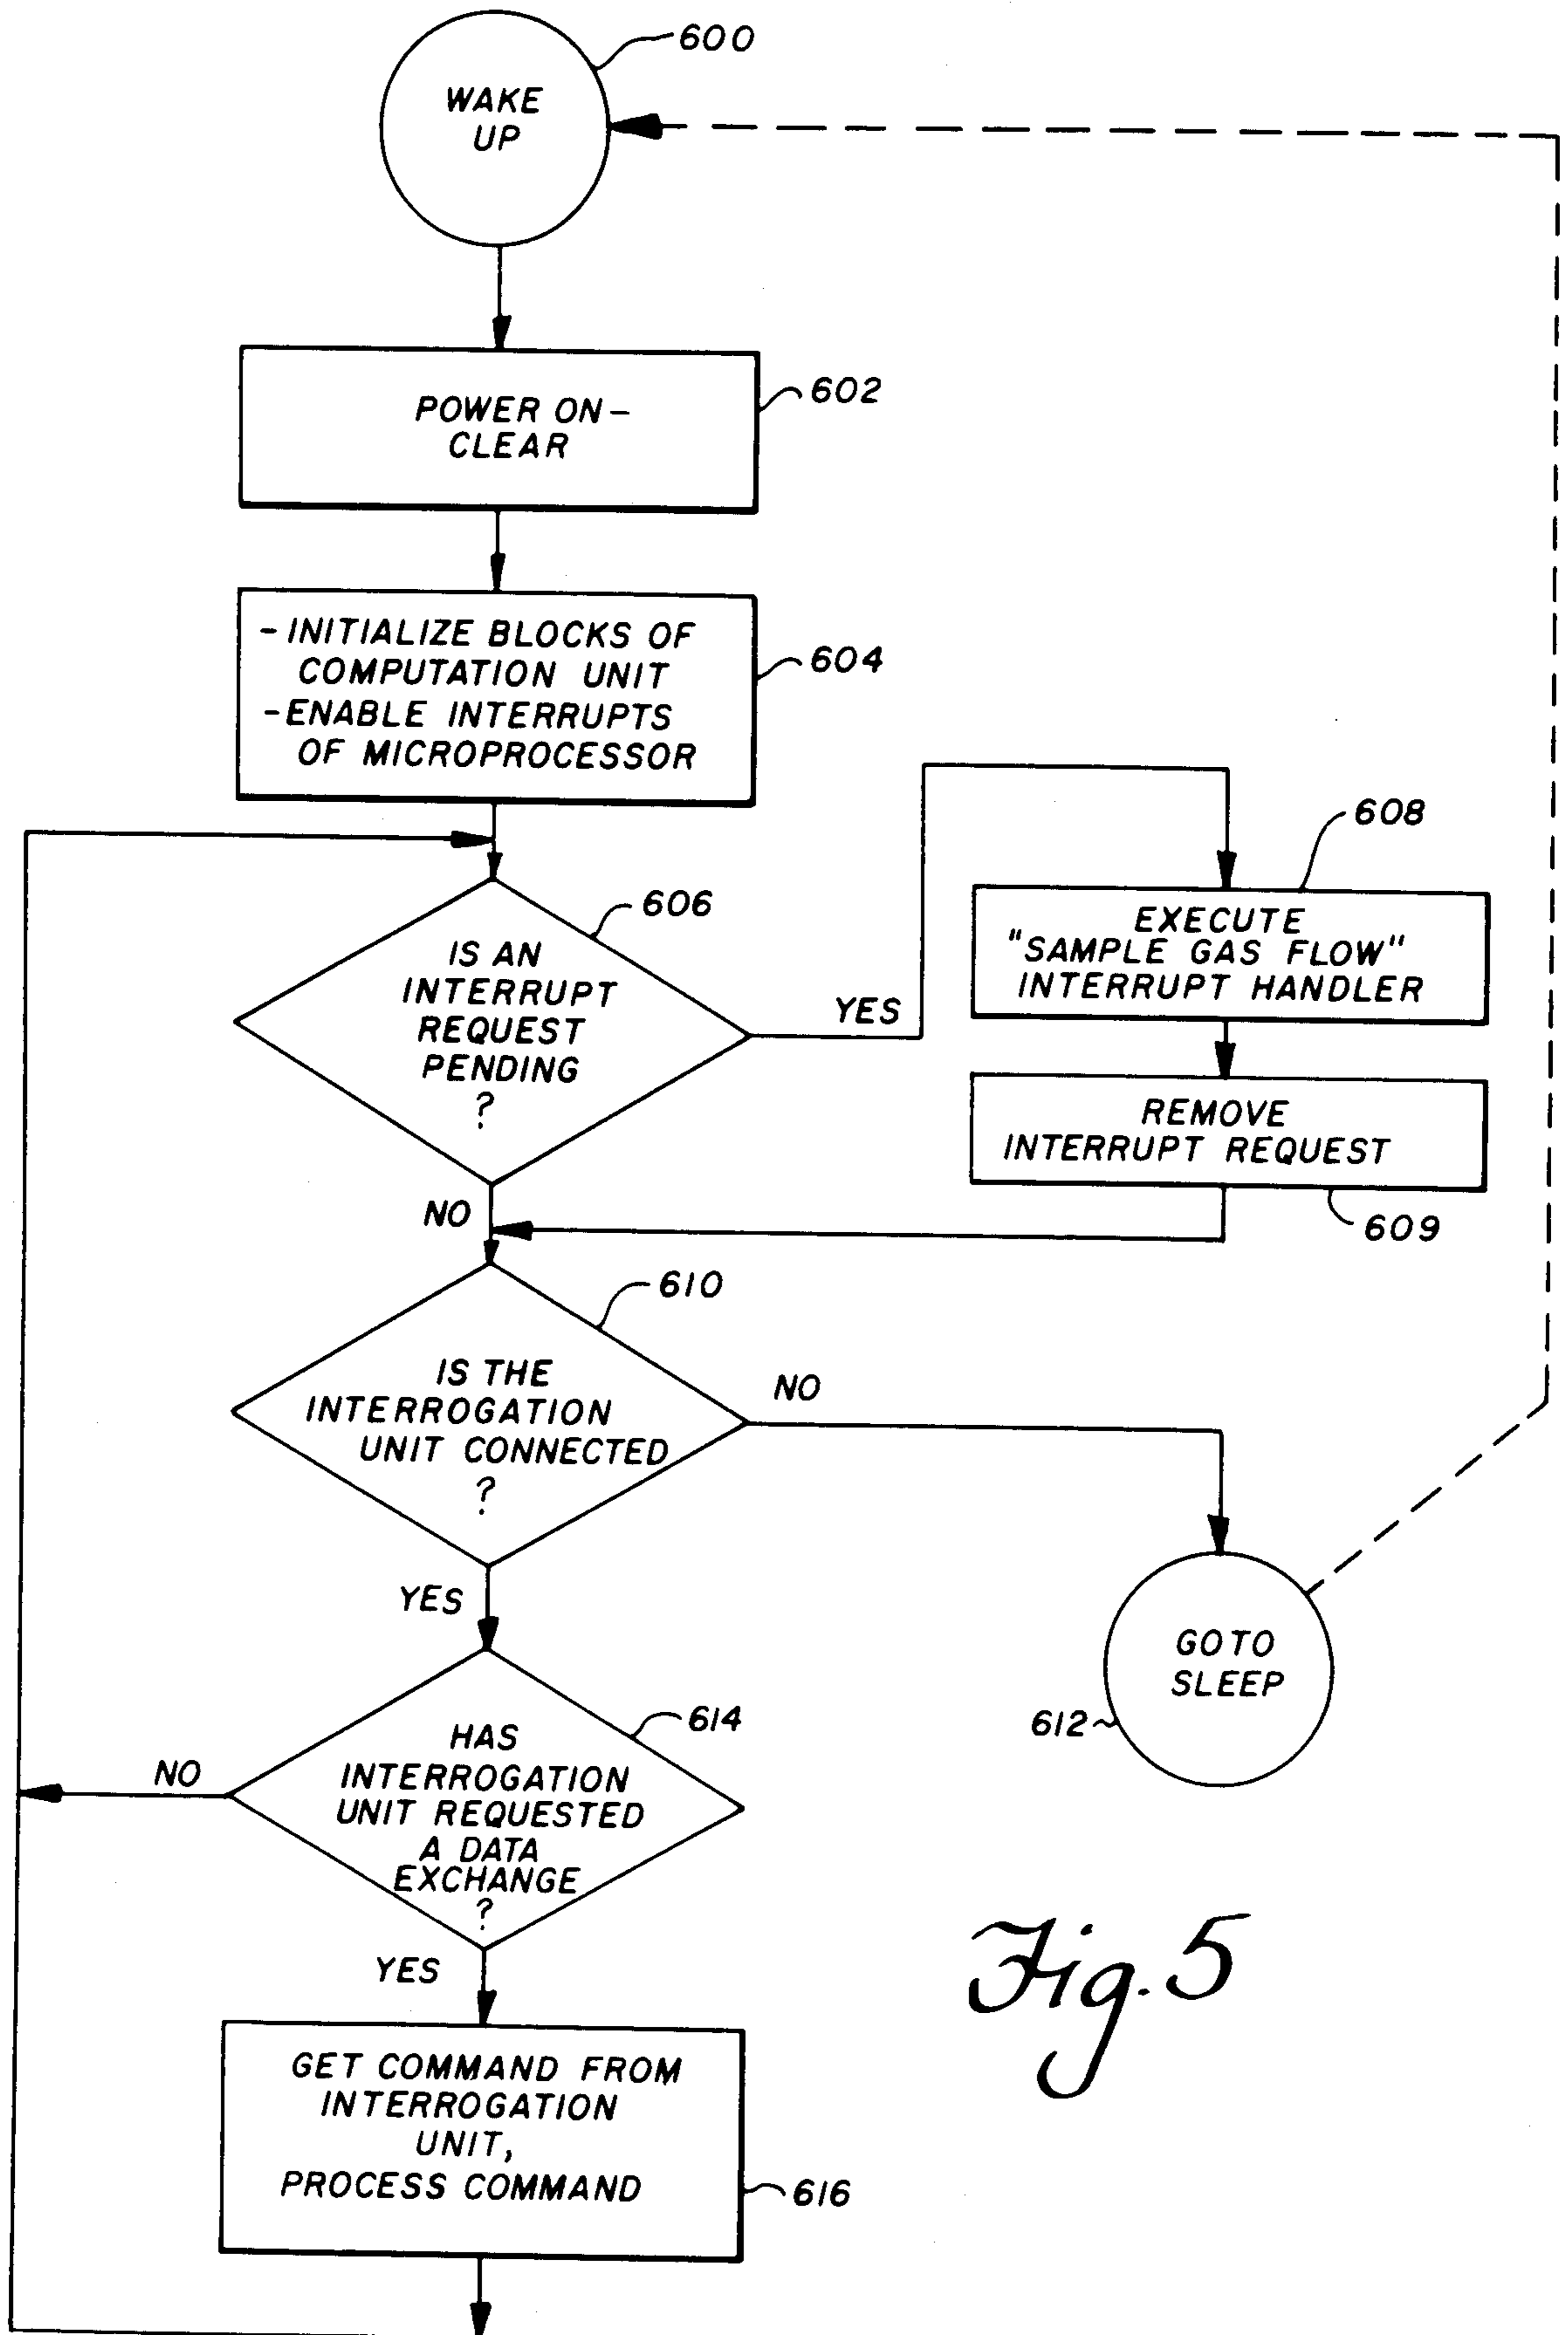 600
WAKE
UP
POWER ON–
CLEAR
602
-INITIALIZE BLOCKS OF
COMPUTATION UNIT
-ENABLE INTERRUPTS
OF MICROPROCESSOR
604
606
IS AN
INTERRUPT
REQUEST
PENDING
?
YES
608
EXECUTE
"SAMPLE GAS FLOW"
INTERRUPT HANDLER
REMOVE
INTERRUPT REQUEST
609
NO
610
IS THE
INTERROGATION
UNIT CONNECTED
?
NO
YES
GO TO
SLEEP
612
614
HAS
INTERROGATION
UNIT REQUESTED
A DATA
EXCHANGE
?
NO
YES
GET COMMAND FROM
INTERROGATION
UNIT,
PROCESS COMMAND
616
Fig. 5